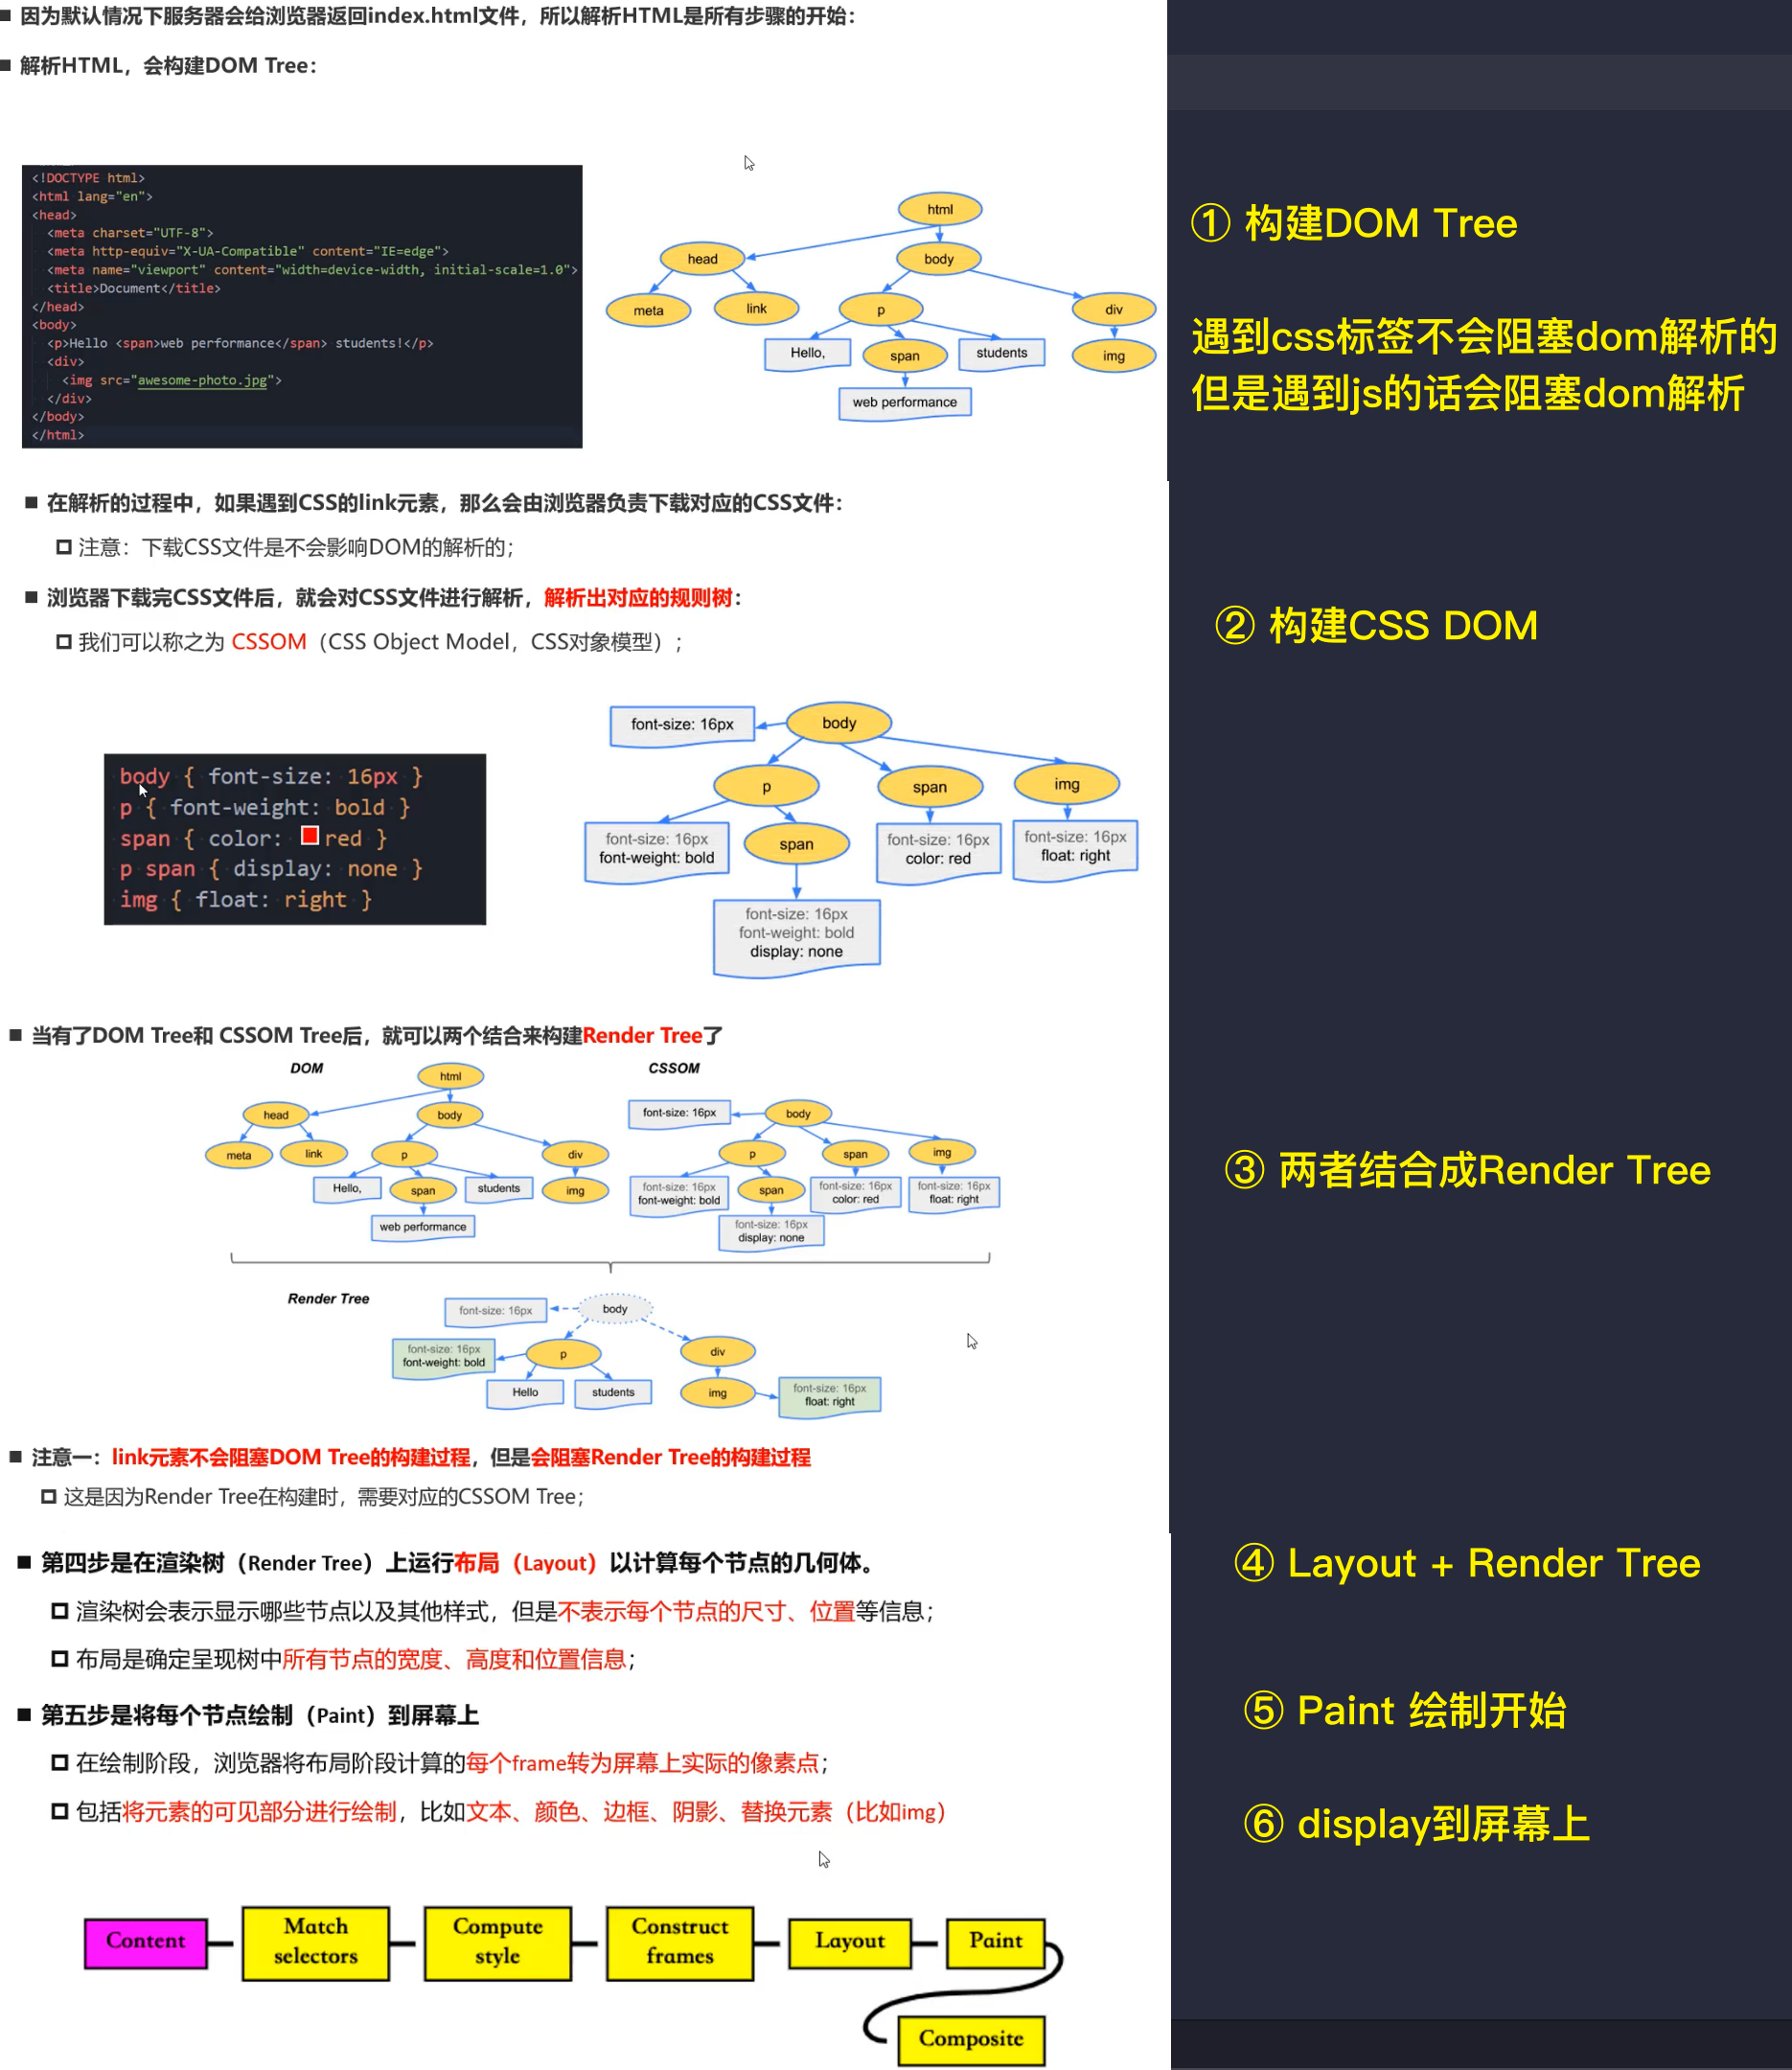 ■ 因为默认情况下服务器会给浏览器返回index.html文件，所以解析HTML是所有步骤的开始：
■ 解析HTML，会构建DOM Tree：
<!DOCTYPE html>
<html lang="en">
<head>
<meta charset="UTF-8">
<meta http-equiv="X-UA-Compatible" content="IE=edge">
<meta name="viewport" content="width=device-width, initial-scale=1.0">
<title>Document</title>
</head>
<body>
<p>Hello <span>web performance</span> students!</p>
<div>
<img src="awesome-photo.jpg">
</div>
</body>
</html>
html
head
body
meta
link
p
div
Hello,
span
students
img
web performance
① 构建DOM Tree
遇到css标签不会阻塞dom解析的
但是遇到js的话会阻塞dom解析
■ 在解析的过程中，如果遇到CSS的link元素，那么会由浏览器负责下载对应的CSS文件：
注意：下载CSS文件是不会影响DOM的解析的；
■ 浏览器下载完CSS文件后，就会对CSS文件进行解析，解析出对应的规则树：
我们可以称之为 CSSOM（CSS Object Model，CSS对象模型）；
② 构建CSS DOM
body { font-size: 16px }
p { font-weight: bold }
span { color: red }
p span { display: none }
img { float: right }
font-size: 16px
body
p
span
img
font-size: 16px
font-weight: bold
span
font-size: 16px
color: red
font-size: 16px
float: right
font-size: 16px
font-weight: bold
display: none
■ 当有了DOM Tree和 CSSOM Tree后，就可以两个结合来构建Render Tree了
DOM
html
head
body
meta
link
p
div
Hello,
span
students
img
web performance
CSSOM
font-size: 16px
body
p
span
img
font-size: 16px
font-weight: bold
span
font-size: 16px
color: red
font-size: 16px
float: right
font-size: 16px
display: none
③ 两者结合成Render Tree
Render Tree
font-size: 16px
body
font-size: 16px
font-weight: bold
p
div
Hello
students
img
font-size: 16px
float: right
■ 注意一：link元素不会阻塞DOM Tree的构建过程，但是会阻塞Render Tree的构建过程
这是因为Render Tree在构建时，需要对应的CSSOM Tree；
■ 第四步是在渲染树（Render Tree）上运行布局（Layout）以计算每个节点的几何体。
渲染树会表示显示哪些节点以及其他样式，但是不表示每个节点的尺寸、位置等信息；
布局是确定呈现树中所有节点的宽度、高度和位置信息；
④ Layout + Render Tree
■ 第五步是将每个节点绘制（Paint）到屏幕上
在绘制阶段，浏览器将布局阶段计算的每个frame转为屏幕上实际的像素点；
包括将元素的可见部分进行绘制，比如文本、颜色、边框、阴影、替换元素（比如img）
⑤ Paint 绘制开始
⑥ display到屏幕上
Content
Match
selectors
Compute
style
Construct
frames
Layout
Paint
Composite